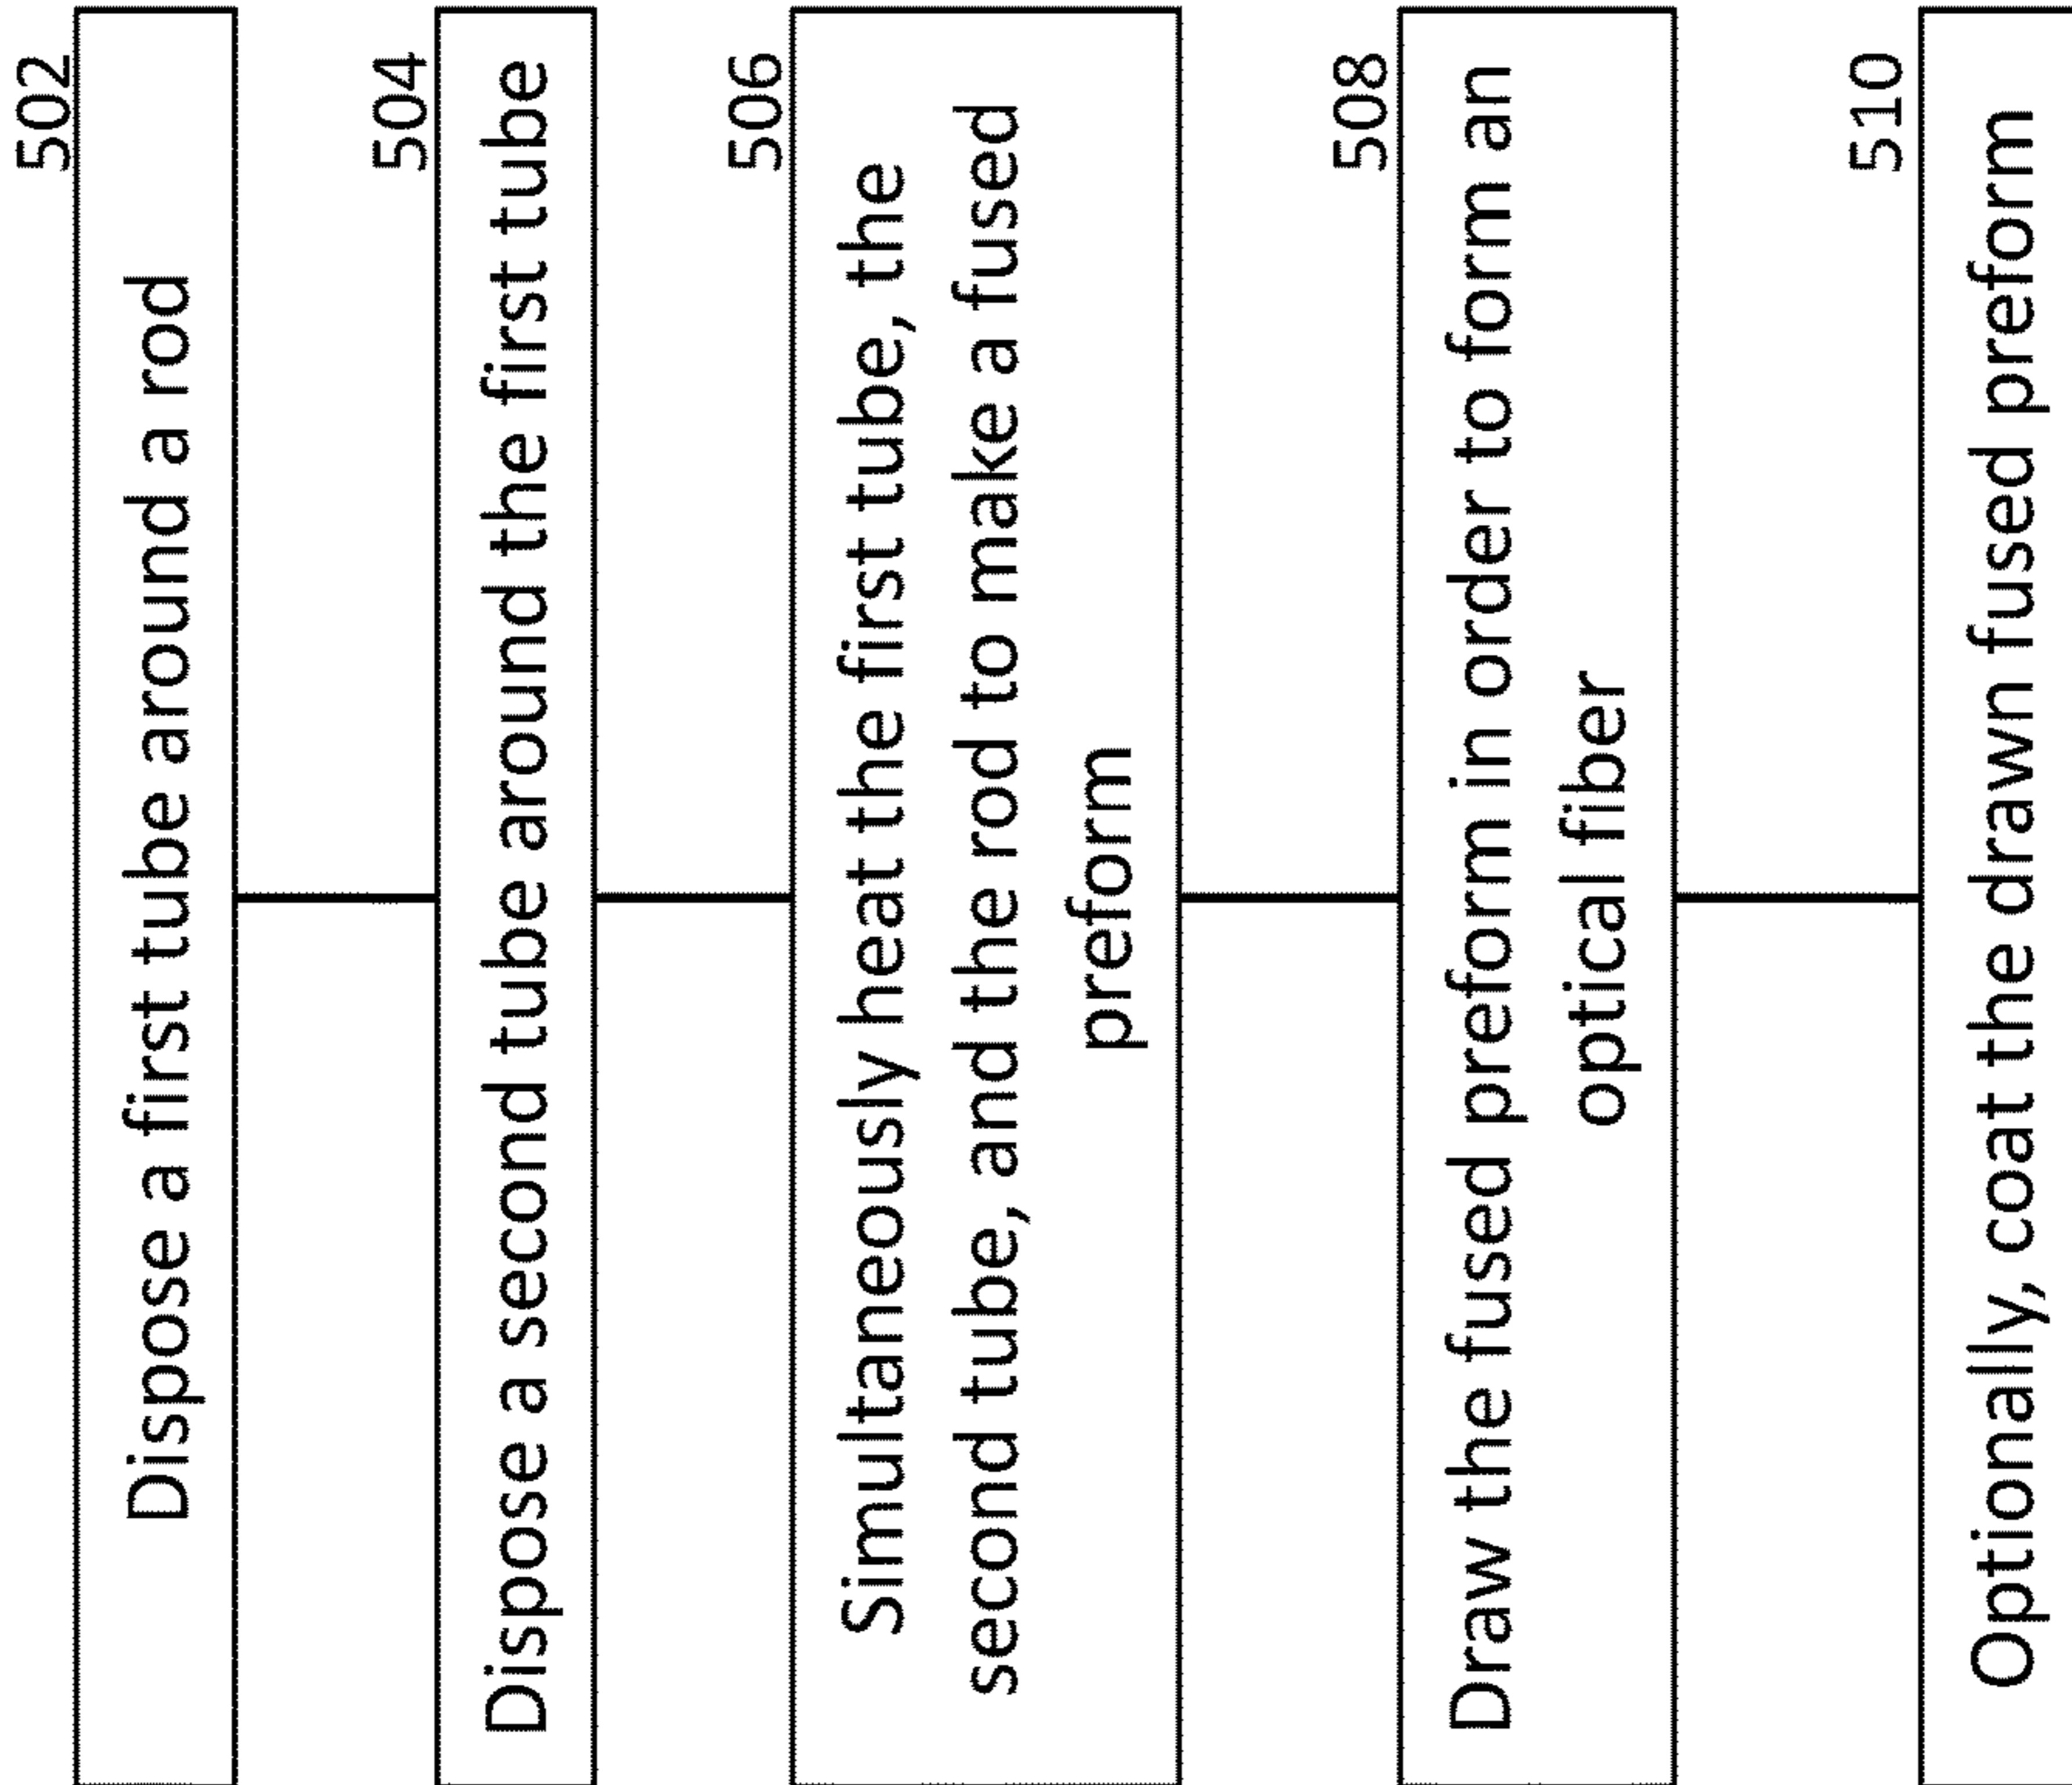 502
Dispose a first tube around a rod
504
Dispose a second tube around the first tube
506
Simultaneously heat the first tube, the
second tube, and the rod to make a fused
preform
508
Draw the fused preform in order to form an
optical fiber
510
Optionally, coat the drawn fused preform